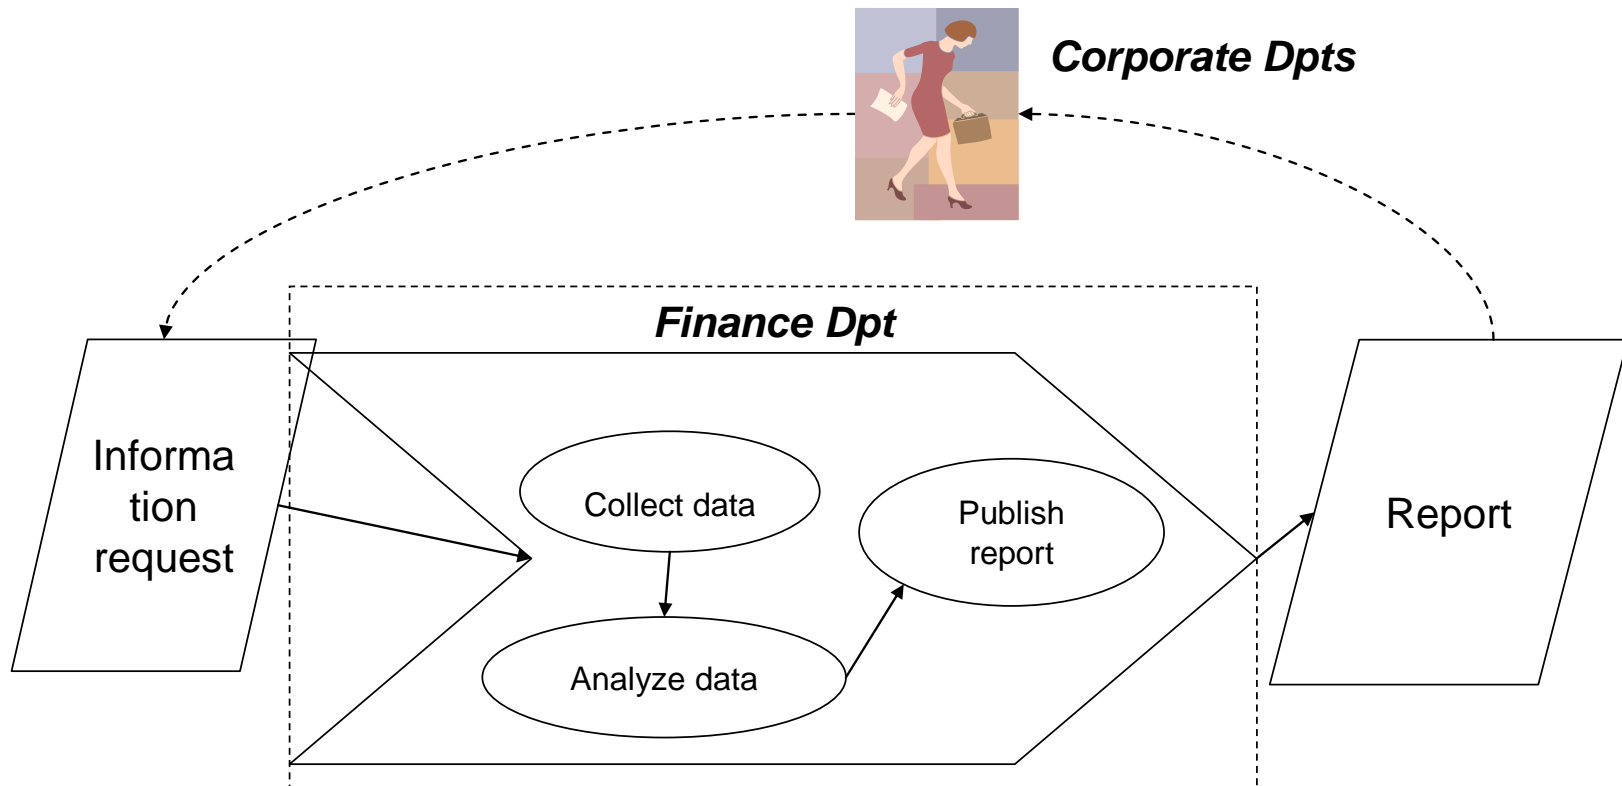 Corporate Dpts
Finance Dpt
Informa
tion
request
Collect data
Analyze data
Publish
report
Report